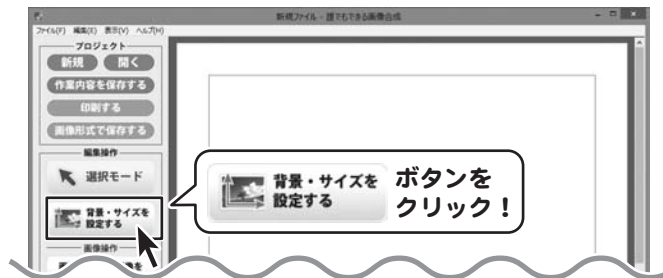 新規ファイル - 誰でもできる画像合成
ファイル(F) 編集(E) 表示(V) ヘルプ(H)
プロジェクト
新規 開く
作業内容を保存する
印刷する
画像形式で保存する
編集操作
選択モード
背景・サイズを
設定する
画像操作
背景・サイズを
設定する
ボタンを
クリック!